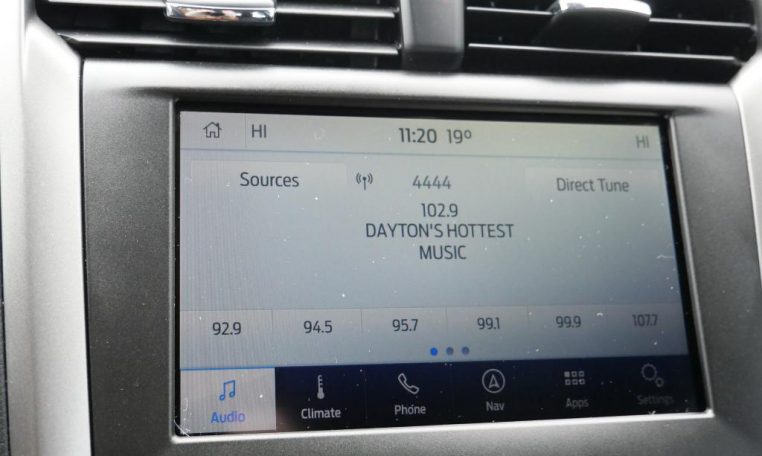 HI 11:20 19° HI
Sources 4444 Direct Tune
102.9
DAYTON'S HOTTEST
MUSIC
92.9 94.5 95.7 99.1 99.9 107.7
Audio Climate Phone Nav Apps Settings